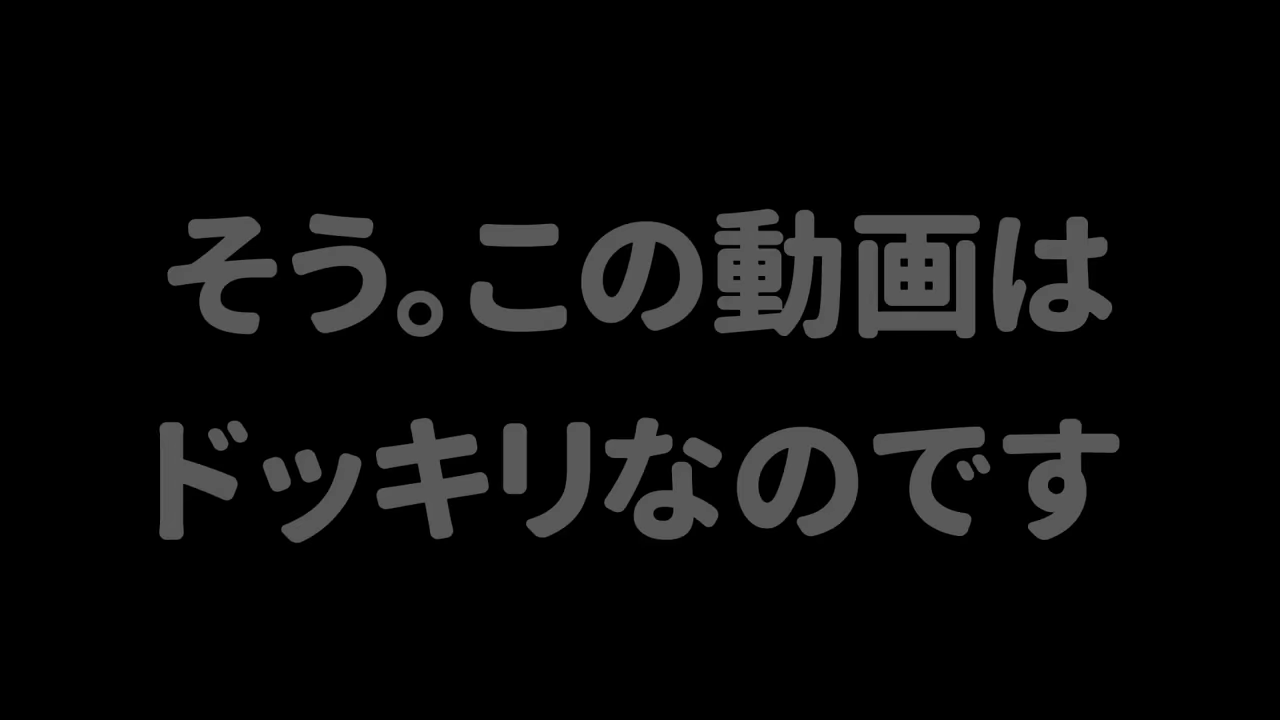 そう。この動画は
ドッキリなのです